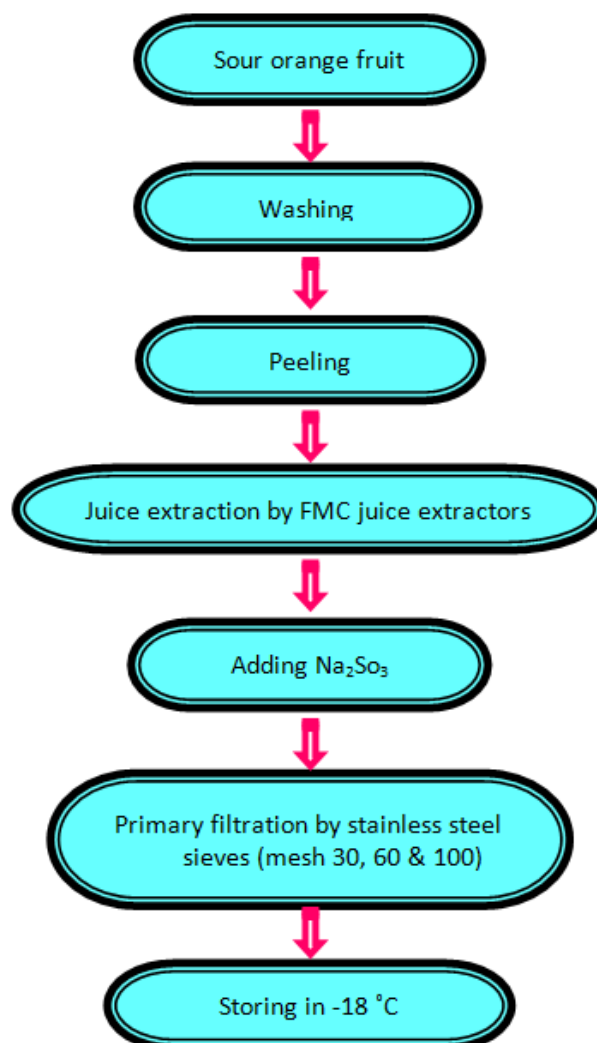 Sour orange fruit
Washing
Peeling
Juice extraction by FMC juice extractors
Adding Na₂So₃
Primary filtration by stainless steel
sieves (mesh 30, 60 & 100)
Storing in -18 ˚C